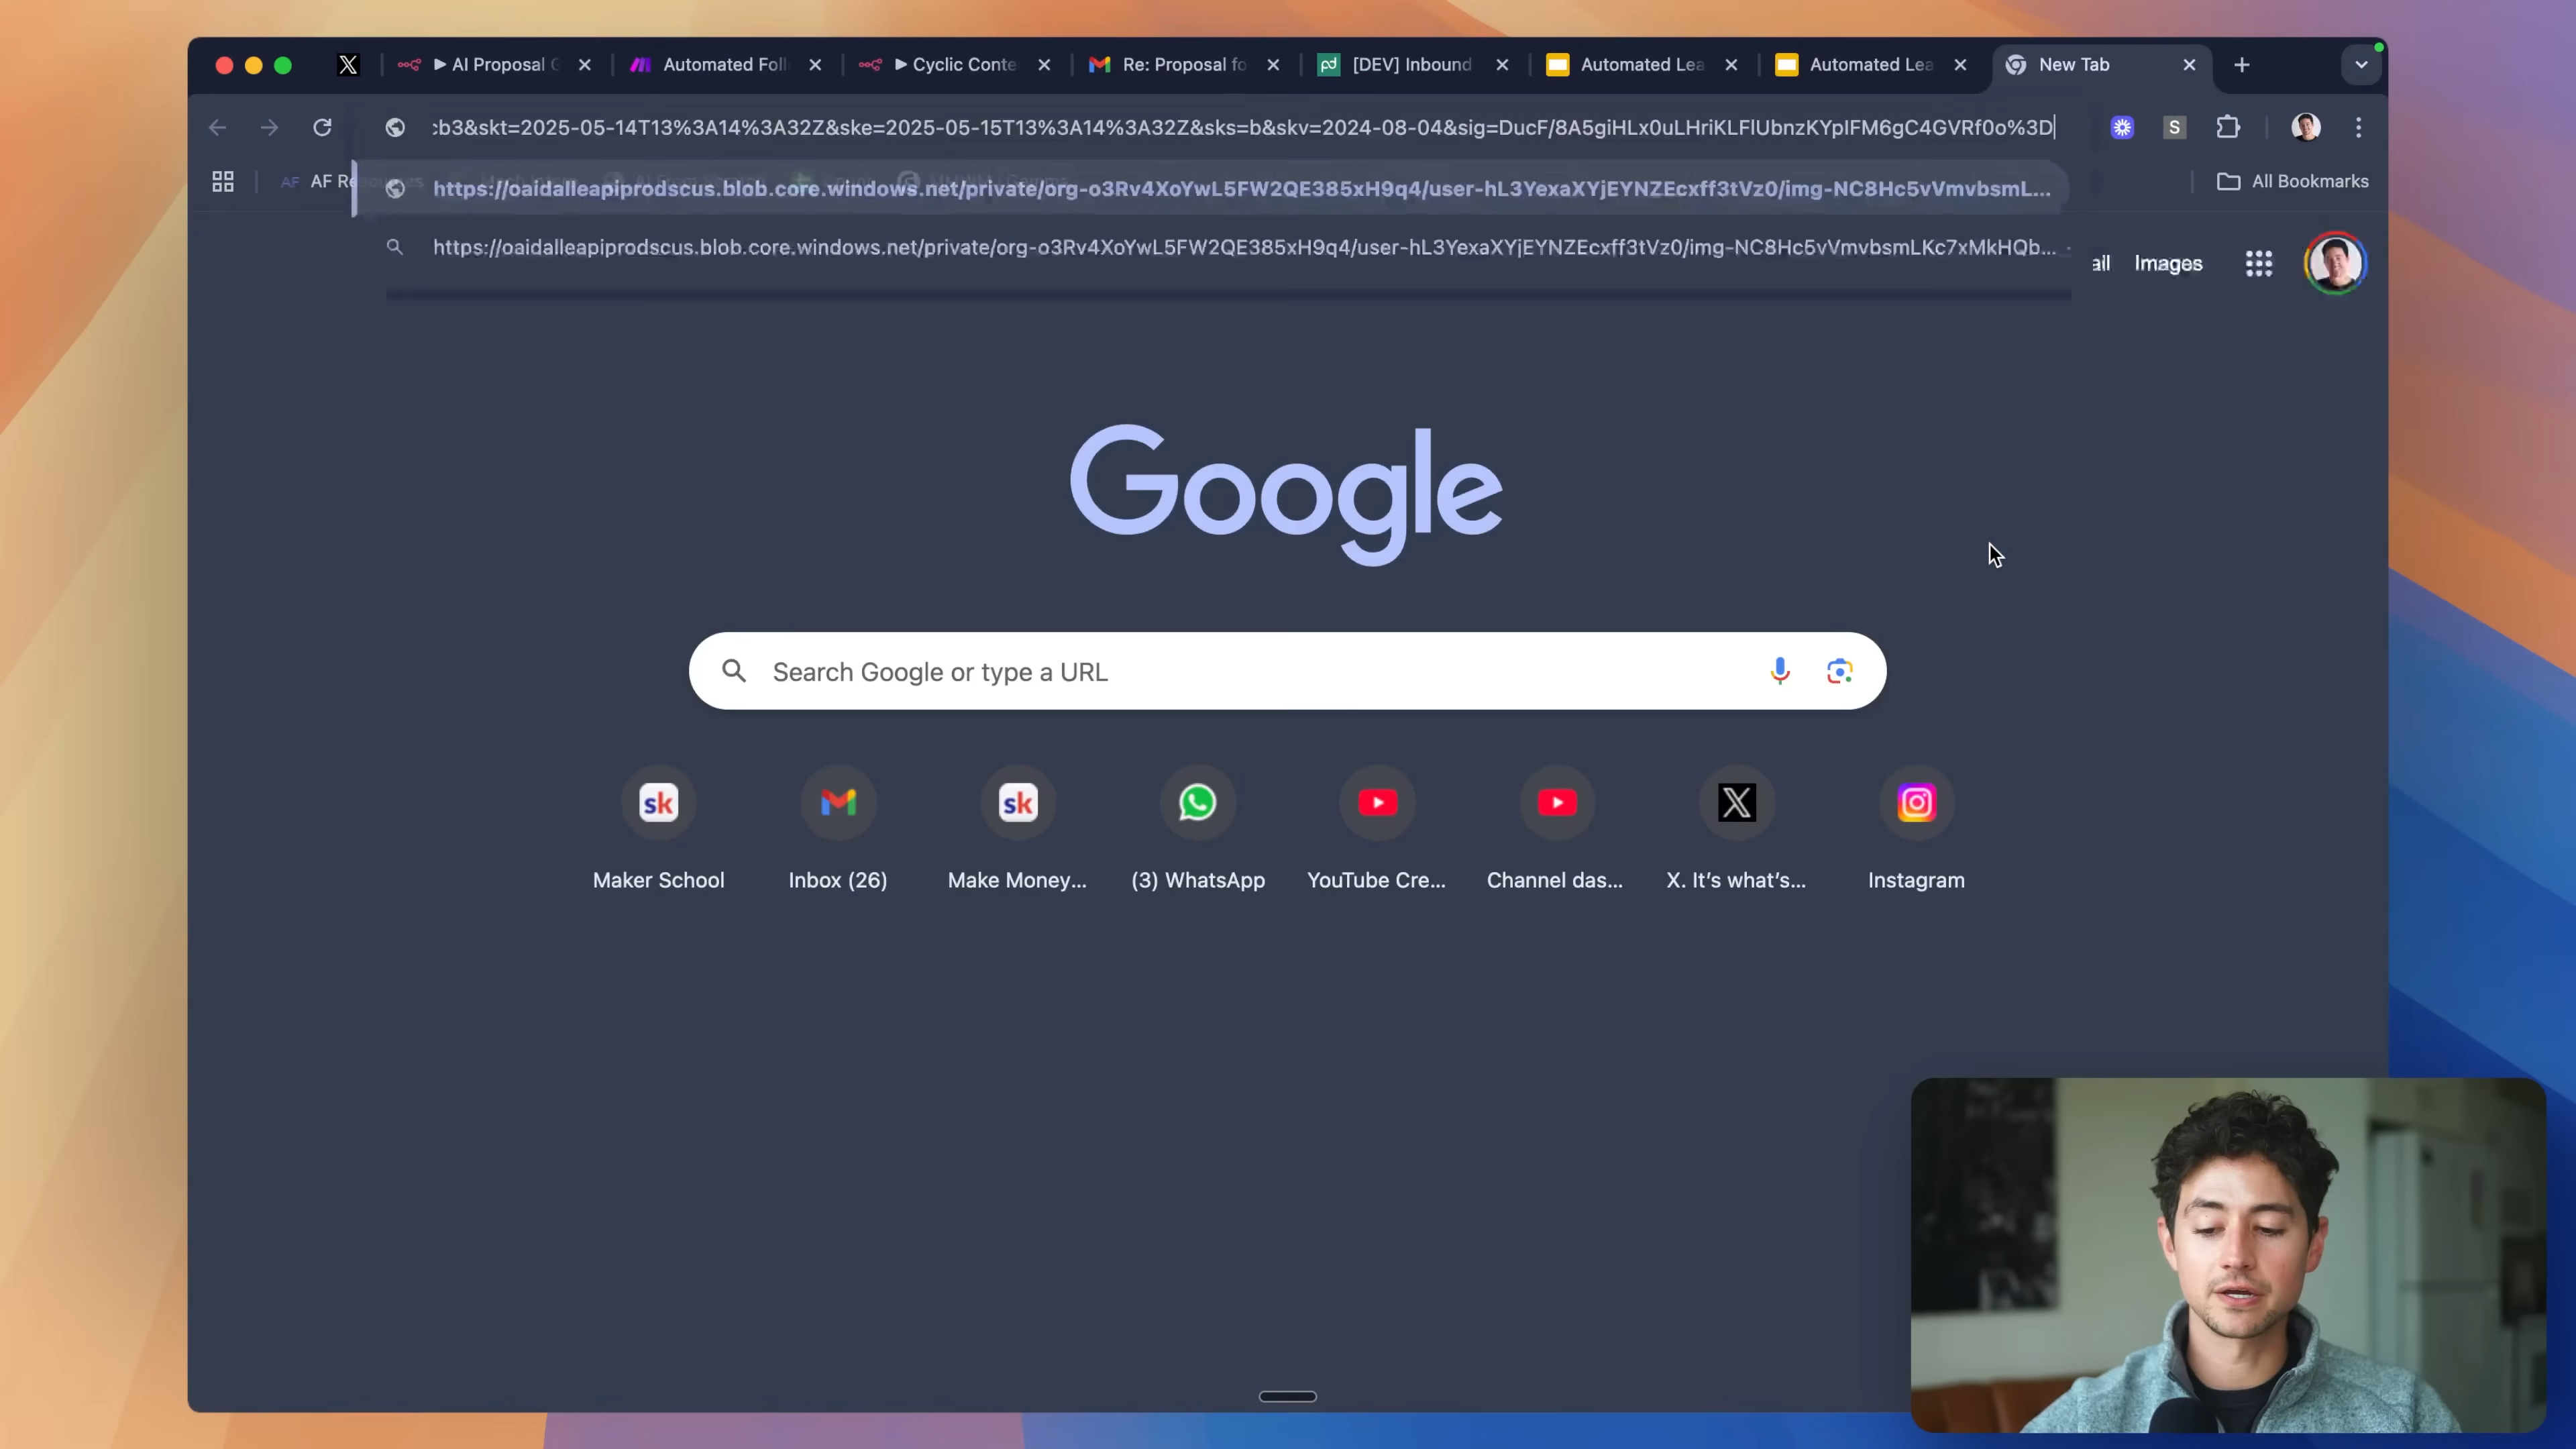 AI Proposal G
Automated Foll
Cyclic Conte
Re: Proposal fo
[DEV] Inbound
Automated Lea
Automated Lea
New Tab
:b3&skt=2025-05-14T13%3A14%3A32Z&ske=2025-05-15T13%3A14%3A32Z&sks=b&skv=2024-08-04&sig=DucF/8A5giHLx0uLHriKLFlUbnzKYpIFM6gC4GVRf0o%3D
S
AF
AF Re
All Bookmarks
https://oaidalleapiprodscus.blob.core.windows.net/private/org-o3Rv4XoYwL5FW2QE385xH9q4/user-hL3YexaXYjEYNZEcxff3tVz0/img-NC8Hc5vVmvbsmL...
https://oaidalleapiprodscus.blob.core.windows.net/private/org-o3Rv4XoYwL5FW2QE385xH9q4/user-hL3YexaXYjEYNZEcxff3tVz0/img-NC8Hc5vVmvbsmLKc7xMkHQb...
ail Images
Google
Search Google or type a URL
sk
sk
Maker School
Inbox (26)
Make Money...
(3) WhatsApp
YouTube Cre...
Channel das...
X. It's what's...
Instagram